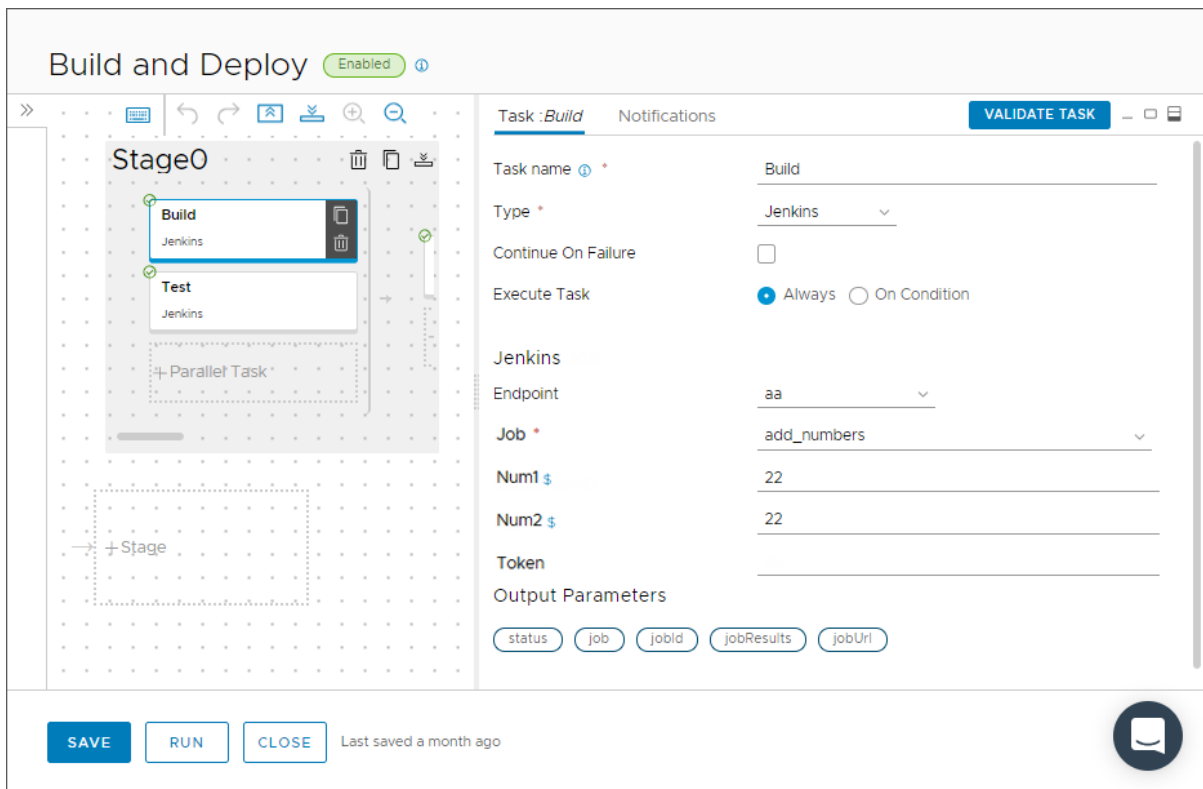 Build and Deploy Enabled
Task :Build Notifications VALIDATE TASK
Stage0
Build
Jenkins
Test
Jenkins
+Parallel Task
+Stage
Task name * Build
Type * Jenkins
Continue On Failure
Execute Task Always On Condition
Jenkins
Endpoint aa
Job * add_numbers
Num1 $ 22
Num2 $ 22
Token
Output Parameters
status job jobId jobResults jobUrl
SAVE RUN CLOSE Last saved a month ago